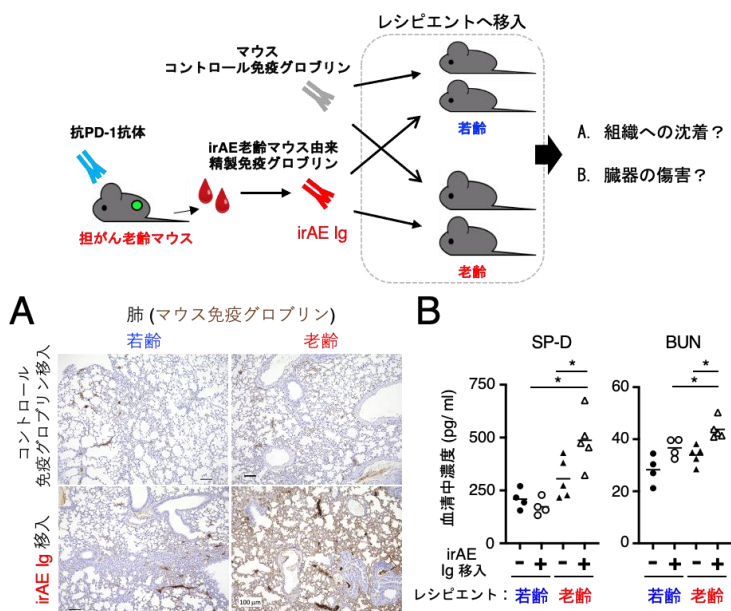 レシピエントへ移入
マウス
コントロール免疫グロブリン
抗PD-1抗体
irAE老齢マウス由来
精製免疫グロブリン
irAE Ig
担がん老齢マウス
若齢
老齢
A. 組織への沈着？
B. 臓器の傷害？
A
肺 (マウス免疫グロブリン)
若齢 老齢
コントロール
免疫グロブリン移入
irAE Ig 移入
100 μm
B
SP-D BUN
血清中濃度 (pg/ ml)
750
500
250
0
60
40
20
0
* * * *
irAE
Ig 移入
- + - + - + - +
レシピエント : 若齢 老齢 若齢 老齢